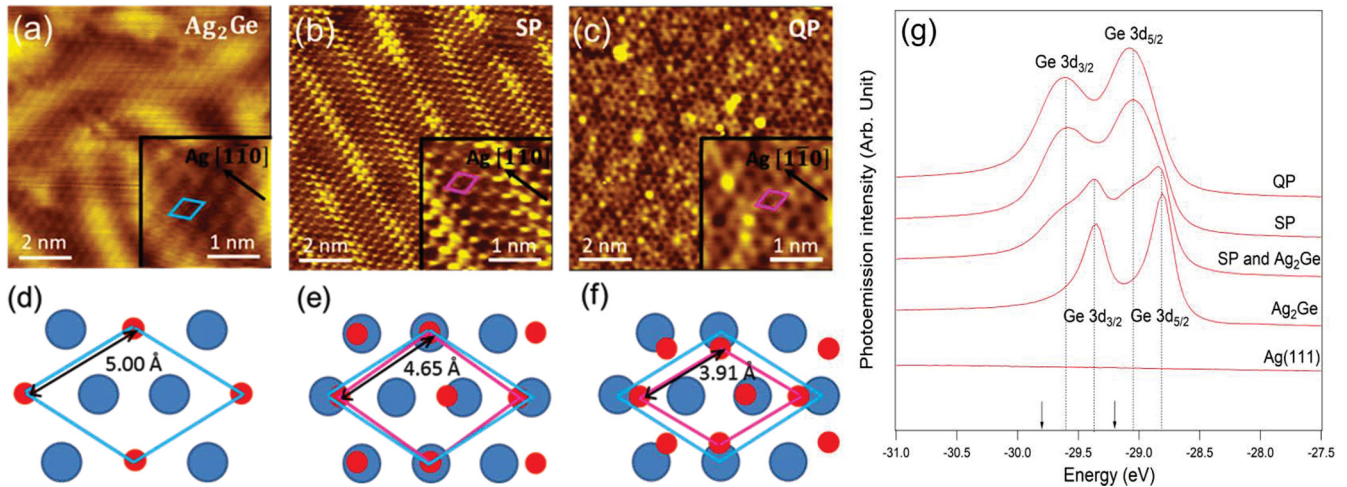 (a) Ag₂Ge
Ag [11̅0]
2 nm
1 nm
(b) SP
Ag [11̅0]
2 nm
1 nm
(c) QP
Ag [11̅0]
2 nm
1 nm
(d)
5.00 Å
(e)
4.65 Å
(f)
3.91 Å
(g)
Photoemission intensity (Arb. Unit)
Ge 3d₅/₂
Ge 3d₃/₂
QP
SP
SP and Ag₂Ge
Ag₂Ge
Ge 3d₃/₂ Ge 3d₅/₂
Ag(111)
-31.0 -30.5 -30.0 -29.5 -29.0 -28.5 -28.0 -27.5
Energy (eV)